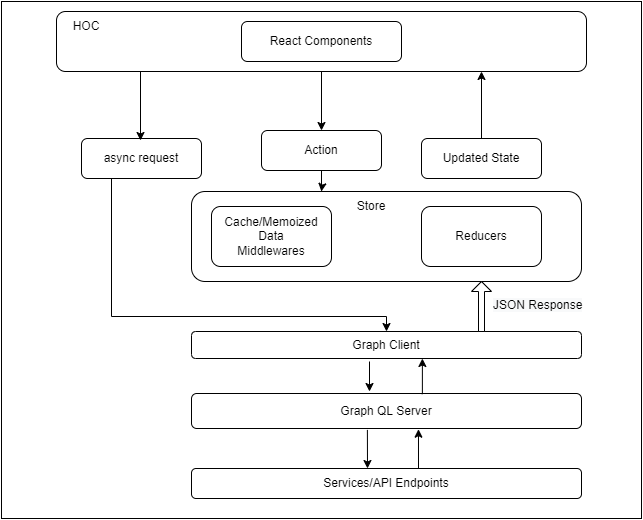 HOC
React Components
async request
Action
Updated State
Store
Cache/Memoized
Data
Middlewares
Reducers
JSON Response
Graph Client
Graph QL Server
Services/API Endpoints